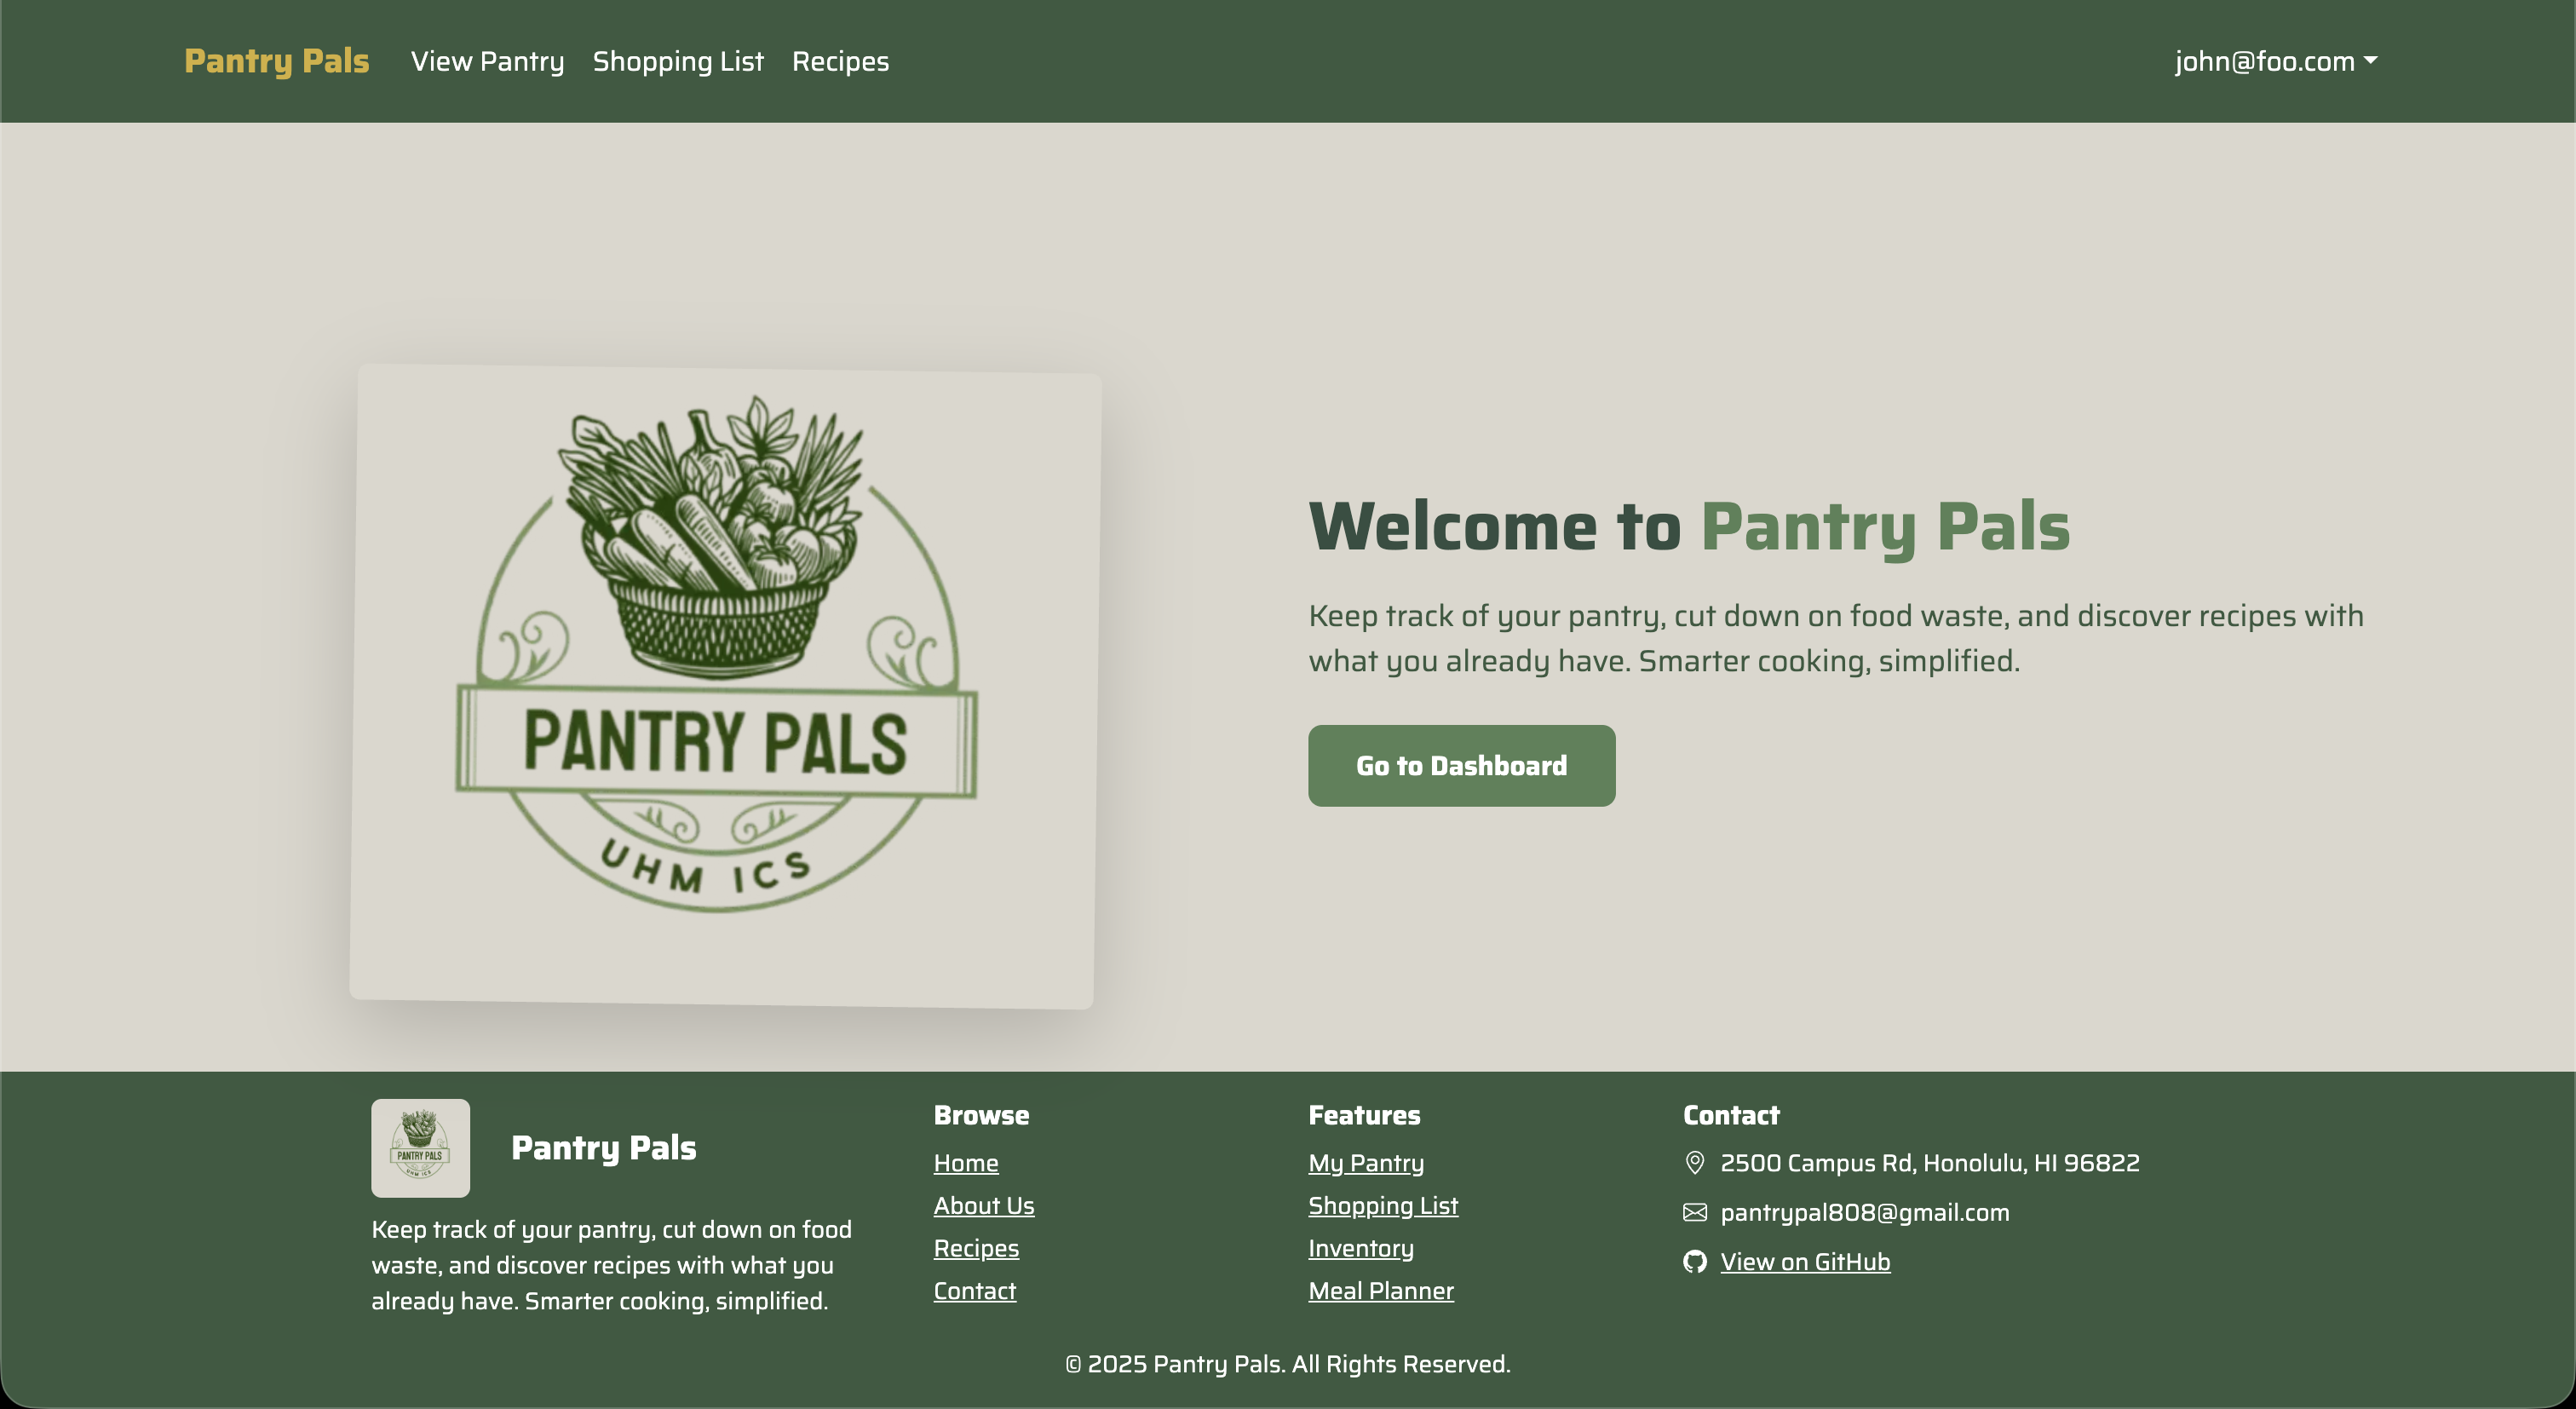 Pantry Pals View Pantry Shopping List Recipes john@foo.com
PANTRY PALS
UHM ICS
Welcome to Pantry Pals
Keep track of your pantry, cut down on food waste, and discover recipes with
what you already have. Smarter cooking, simplified.
Go to Dashboard
PANTRY PALS
UHM ICS
Pantry Pals
Keep track of your pantry, cut down on food
waste, and discover recipes with what you
already have. Smarter cooking, simplified.
Browse
Home
About Us
Recipes
Contact
Features
My Pantry
Shopping List
Inventory
Meal Planner
Contact
2500 Campus Rd, Honolulu, HI 96822
pantrypal808@gmail.com
View on GitHub
© 2025 Pantry Pals. All Rights Reserved.